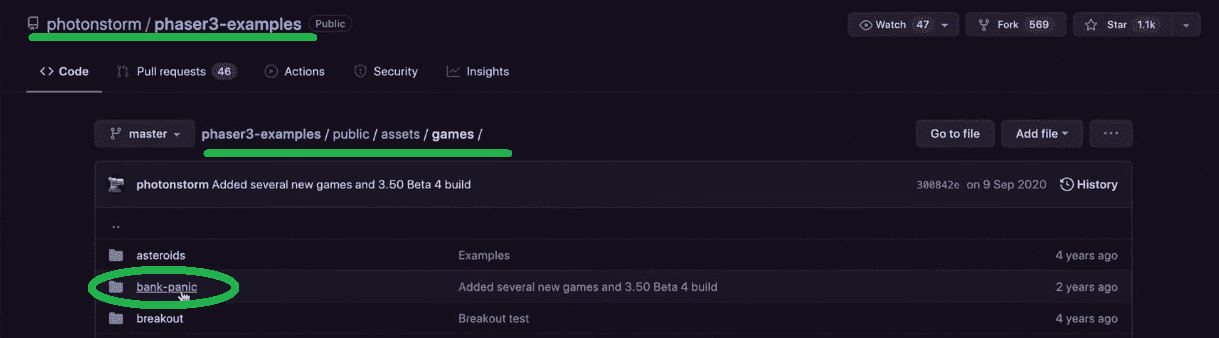 photonstorm / phaser3-examples Public Watch 47 Fork 569 Star 1.1k
Code Pull requests 46 Actions Security Insights
master phaser3-examples / public / assets / games / Go to file Add file ...
photonstorm Added several new games and 3.50 Beta 4 build 300842e on 9 Sep 2020 History
..
asteroids Examples 4 years ago
bank-panic Added several new games and 3.50 Beta 4 build 2 years ago
breakout Breakout test 4 years ago